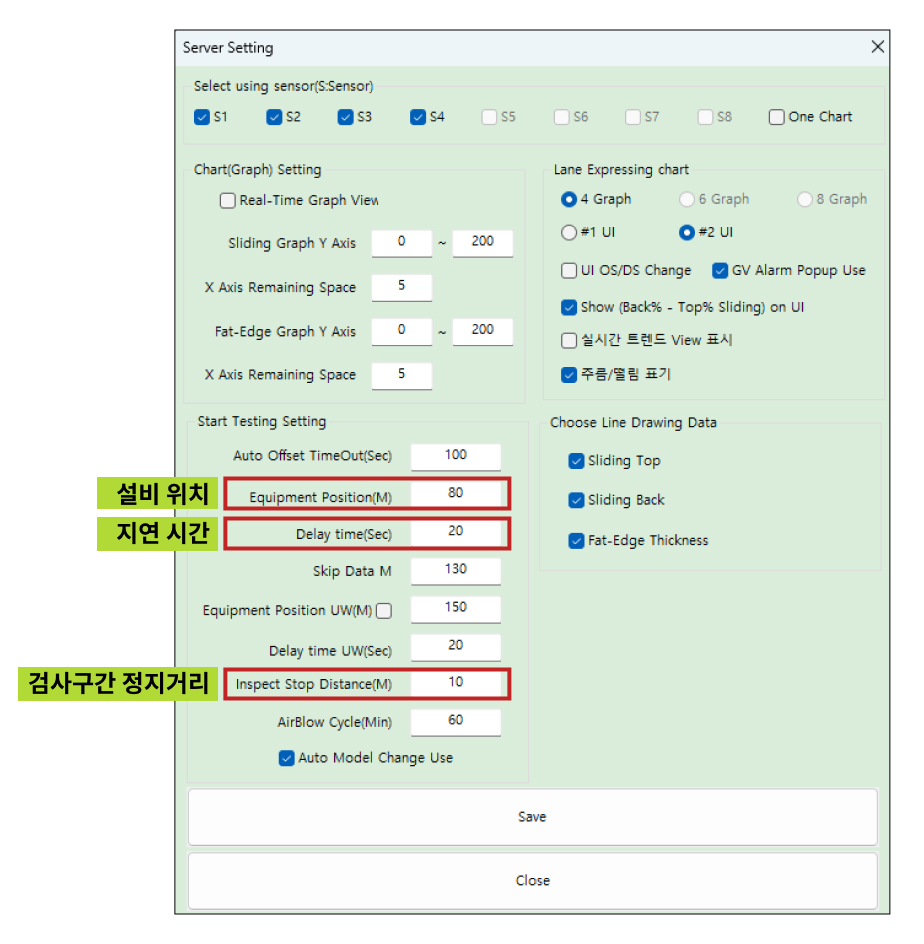 Server Setting
Select using sensor(S:Sensor)
S1 S2 S3 S4 S5 S6 S7 S8 One Chart
Chart(Graph) Setting
Real-Time Graph View
Sliding Graph Y Axis 0 ~ 200
X Axis Remaining Space 5
Fat-Edge Graph Y Axis 0 ~ 200
X Axis Remaining Space 5
Lane Expressing chart
4 Graph 6 Graph 8 Graph
#1 UI #2 UI
UI OS/DS Change GV Alarm Popup Use
Show (Back% - Top% Sliding) on UI
실시간 트렌드 View 표시
주름/떨림 표기
Start Testing Setting
Auto Offset TimeOut(Sec) 100
설비 위치 Equipment Position(M) 80
지연 시간 Delay time(Sec) 20
Skip Data M 130
Equipment Position UW(M) 150
Delay time UW(Sec) 20
검사구간 정지거리 Inspect Stop Distance(M) 10
AirBlow Cycle(Min) 60
Auto Model Change Use
Choose Line Drawing Data
Sliding Top
Sliding Back
Fat-Edge Thickness
Save
Close